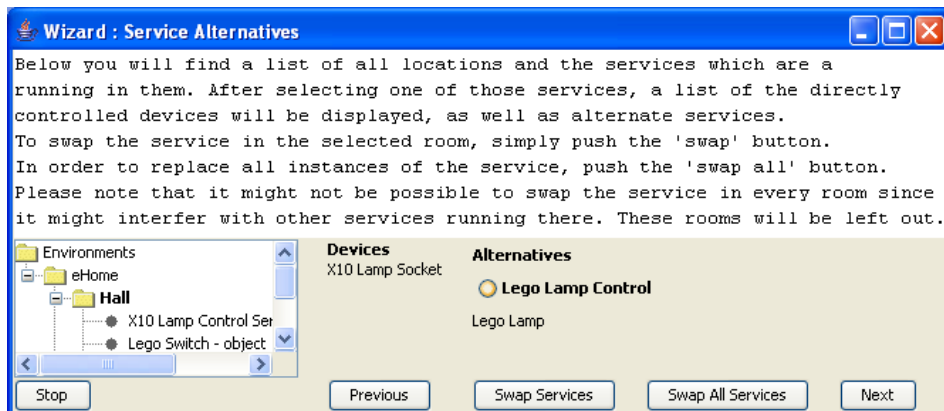 Wizard : Service Alternatives
Below you will find a list of all locations and the services which are a
running in them. After selecting one of those services, a list of the directly
controlled devices will be displayed, as well as alternate services.
To swap the service in the selected room, simply push the 'swap' button.
In order to replace all instances of the service, push the 'swap all' button.
Please note that it might not be possible to swap the service in every room since
it might interfer with other services running there. These rooms will be left out.
Environments
eHome
Hall
X10 Lamp Control Ser
Lego Switch - object
Devices
X10 Lamp Socket
Alternatives
Lego Lamp Control
Lego Lamp
Stop
Previous
Swap Services
Swap All Services
Next